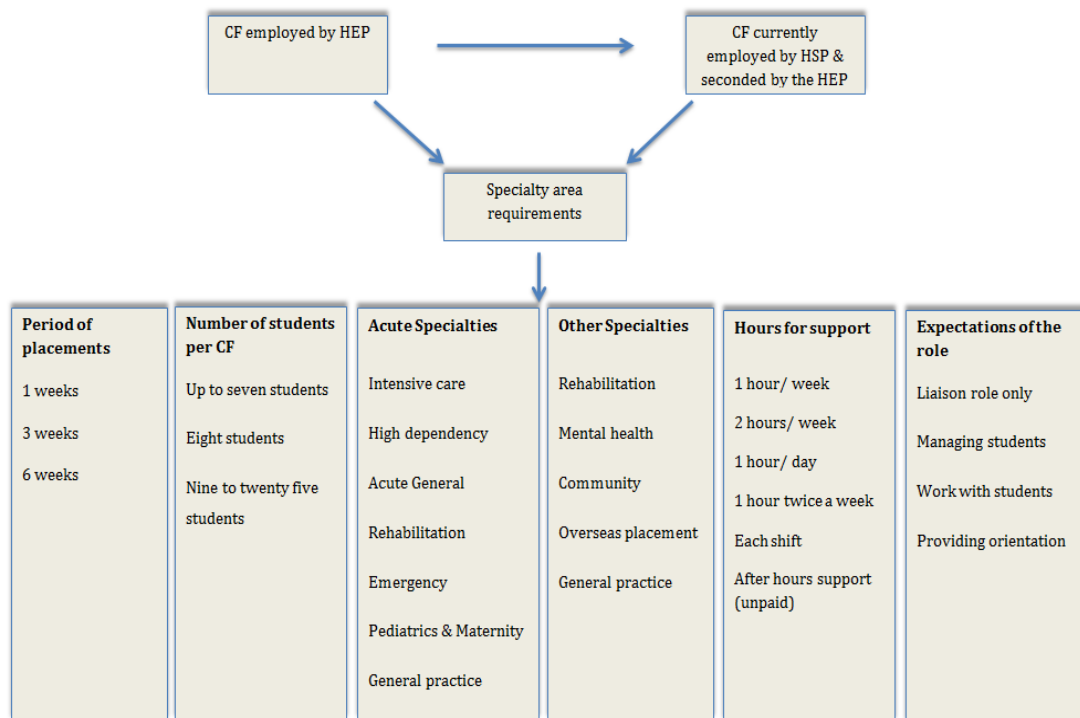 CF employed by HEP
CF currently
employed by HSP &
seconded by the HEP
Specialty area
requirements
Period of
placements
1 weeks
3 weeks
6 weeks
Number of students
per CF
Up to seven students
Eight students
Nine to twenty five
students
Acute Specialties
Intensive care
High dependency
Acute General
Rehabilitation
Emergency
Pediatrics & Maternity
General practice
Other Specialties
Rehabilitation
Mental health
Community
Overseas placement
General practice
Hours for support
1 hour/ week
2 hours/ week
1 hour/ day
1 hour twice a week
Each shift
After hours support
(unpaid)
Expectations of the
role
Liaison role only
Managing students
Work with students
Providing orientation